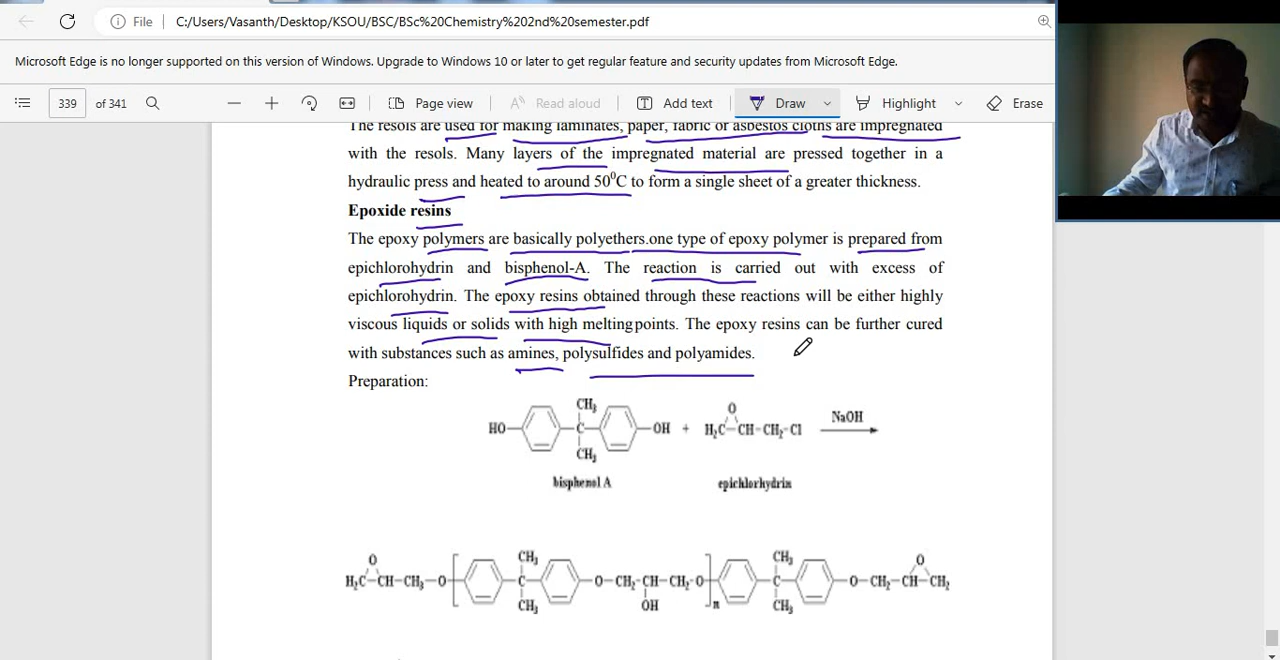 File C:/Users/Vasanth/Desktop/KSOU/BSC/BSc%20Chemistry%202nd%20semester.pdf
Microsoft Edge is no longer supported on this version of Windows. Upgrade to Windows 10 or later to get regular feature and security updates from Microsoft Edge.
339 of 341 Page view Read aloud Add text Draw Highlight Erase
The resols are used for making laminates, paper, fabric or asbestos cloths are impregnated
with the resols. Many layers of the impregnated material are pressed together in a
hydraulic press and heated to around 50⁰C to form a single sheet of a greater thickness.
Epoxide resins
The epoxy polymers are basically polyethers.one type of epoxy polymer is prepared from
epichlorohydrin and bisphenol-A. The reaction is carried out with excess of
epichlorohydrin. The epoxy resins obtained through these reactions will be either highly
viscous liquids or solids with high melting points. The epoxy resins can be further cured
with substances such as amines, polysulfides and polyamides.
Preparation:
CH₃ O NaOH
HO C OH + H₂C-CH-CH₂-Cl
CH₃
bisphenol A epichlorhydrin
O CH₃ CH₃ O
H₂C-CH-CH₂-O C O-CH₂-CH-CH₂-O C O-CH₂-CH-CH₂
CH₃ OH n CH₃